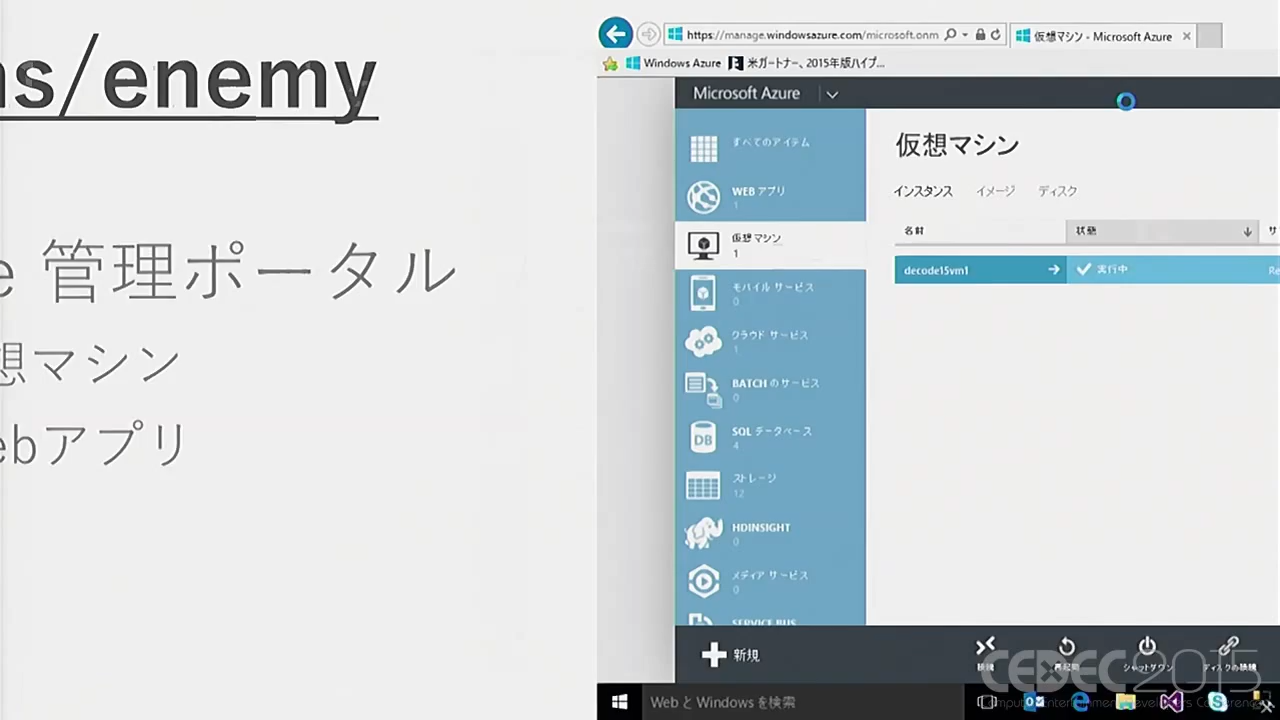 ns/enemy
e 管理ポータル
想マシン
ebアプリ
https://manage.windowsazure.com/microsoft.onm
仮想マシン - Microsoft Azure
Windows Azure 米ガートナー、2015年版ハイプ...
Microsoft Azure
すべてのアイテム
WEB アプリ
1
仮想マシン
1
モバイル サービス
0
クラウド サービス
1
BATCH のサービス
0
SQL データベース
4
DB
ストレージ
12
HDINSIGHT
0
メディア サービス
0
SERVICE BUS
仮想マシン
インスタンス イメージ ディスク
名前 状態 サ
decode15vm1 実行中 Re
新規
接続 再起動 シャットダウン ディスクの接続
CEDEC2015
Computer Entertainment Developers Conference
Web と Windows を検索